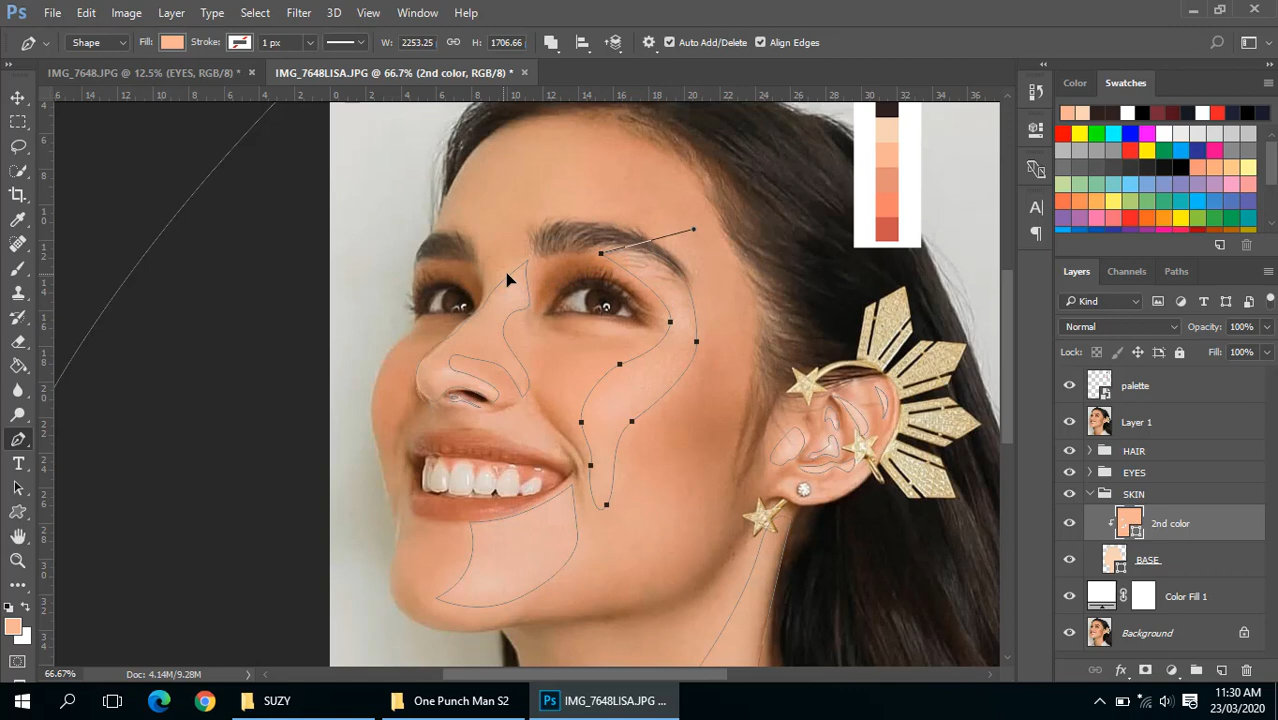 Ps File Edit Image Layer Type Select Filter 3D View Window Help
Shape Fill: Stroke: 1 px W: 2253.25 H: 1706.66 Auto Add/Delete Align Edges
IMG_7648.JPG @ 12.5% (EYES, RGB/8) * IMG_7648LISA.JPG @ 66.7% (2nd color, RGB/8) *
Color Swatches
Layers Channels Paths
Kind
Normal Opacity: 100%
Lock: Fill: 100%
palette
Layer 1
HAIR
EYES
SKIN
2nd color
BASE
Color Fill 1
Background
66.67% Doc: 4.14M/9.28M
SUZY One Punch Man S2 Ps IMG_7648LISA.JPG ... 11:30 AM
23/03/2020